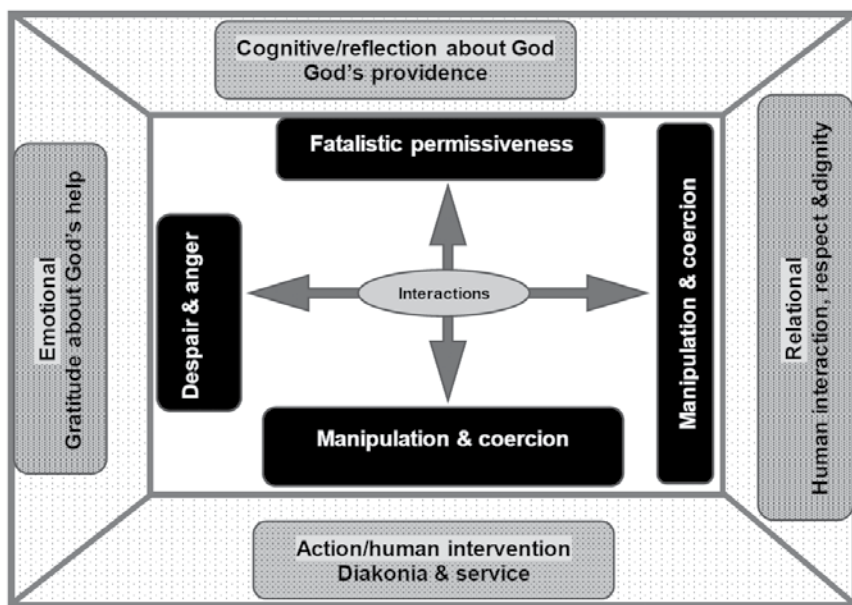 Cognitive/reflection about God
God's providence
Fatalistic permissiveness
Emotional
Gratitude about God's help
Despair & anger
Interactions
Manipulation & coercion
Relational
Human interaction, respect &dignity
Manipulation & coercion
Action/human intervention
Diakonia & service